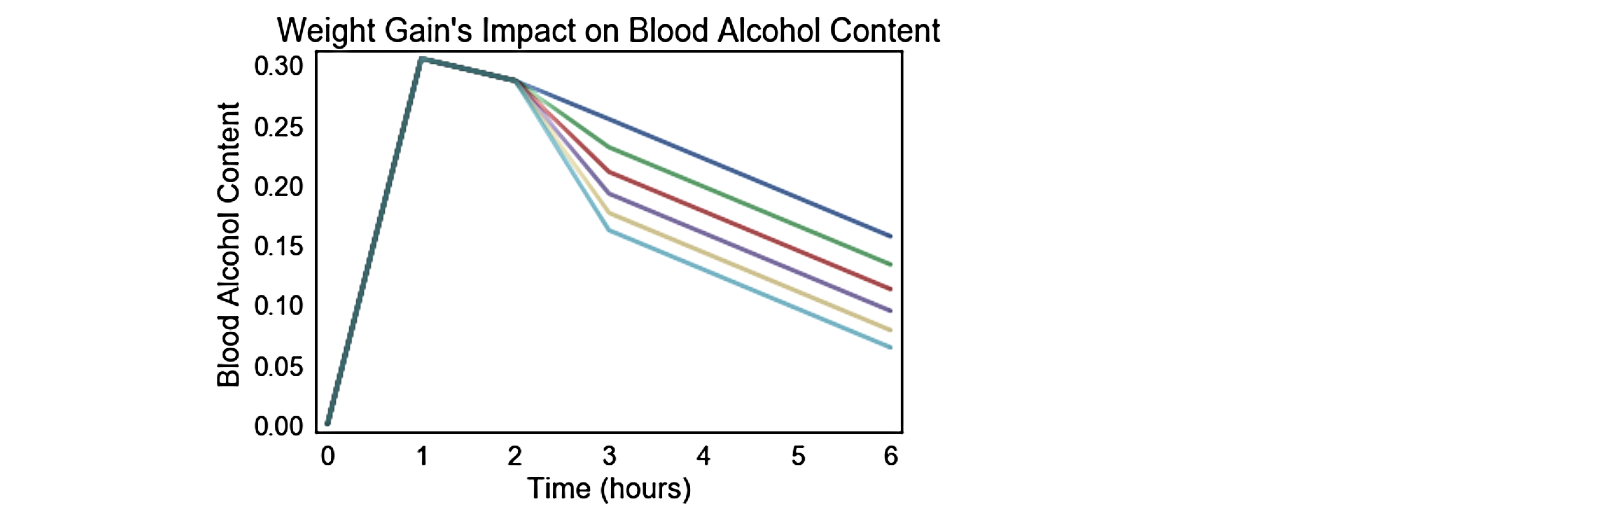 Weight Gain's Impact on Blood Alcohol Content
Blood Alcohol Content
0.30
0.25
0.20
0.15
0.10
0.05
0.00
0 1 2 3 4 5 6
Time (hours)